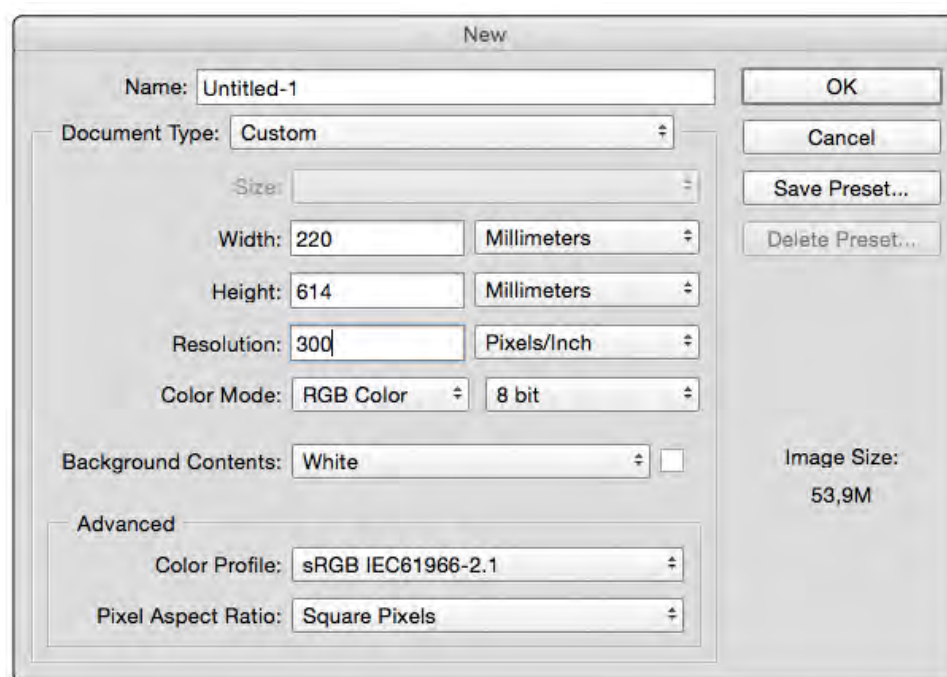 New
Name: Untitled-1
OK
Document Type: Custom
Cancel
Size:
Save Preset...
Width: 220 Millimeters
Delete Preset...
Height: 614 Millimeters
Resolution: 300 Pixels/Inch
Color Mode: RGB Color 8 bit
Background Contents: White
Image Size:
53,9M
Advanced
Color Profile: sRGB IEC61966-2.1
Pixel Aspect Ratio: Square Pixels